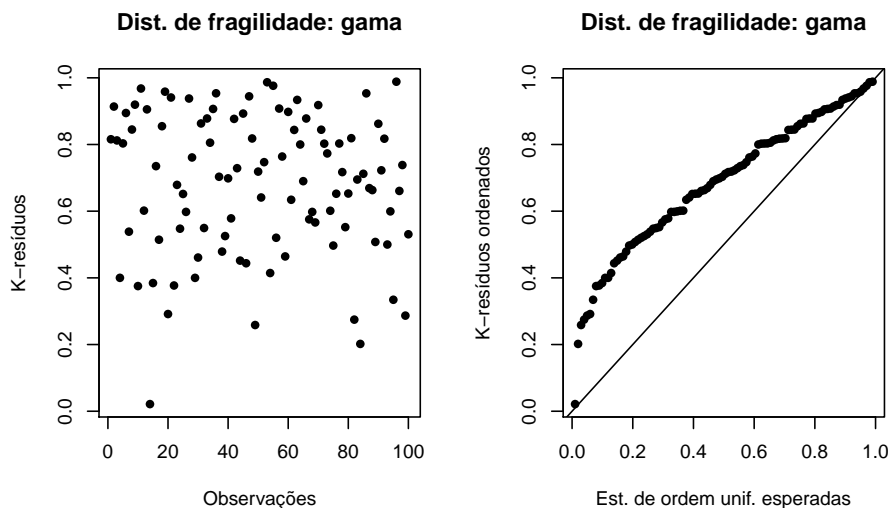 Dist. de fragilidade: gama
K−resíduos
1.0
0.8
0.6
0.4
0.2
0.0
0 20 40 60 80 100
Observações
Dist. de fragilidade: gama
K−resíduos ordenados
1.0
0.8
0.6
0.4
0.2
0.0
0.0 0.2 0.4 0.6 0.8 1.0
Est. de ordem unif. esperadas